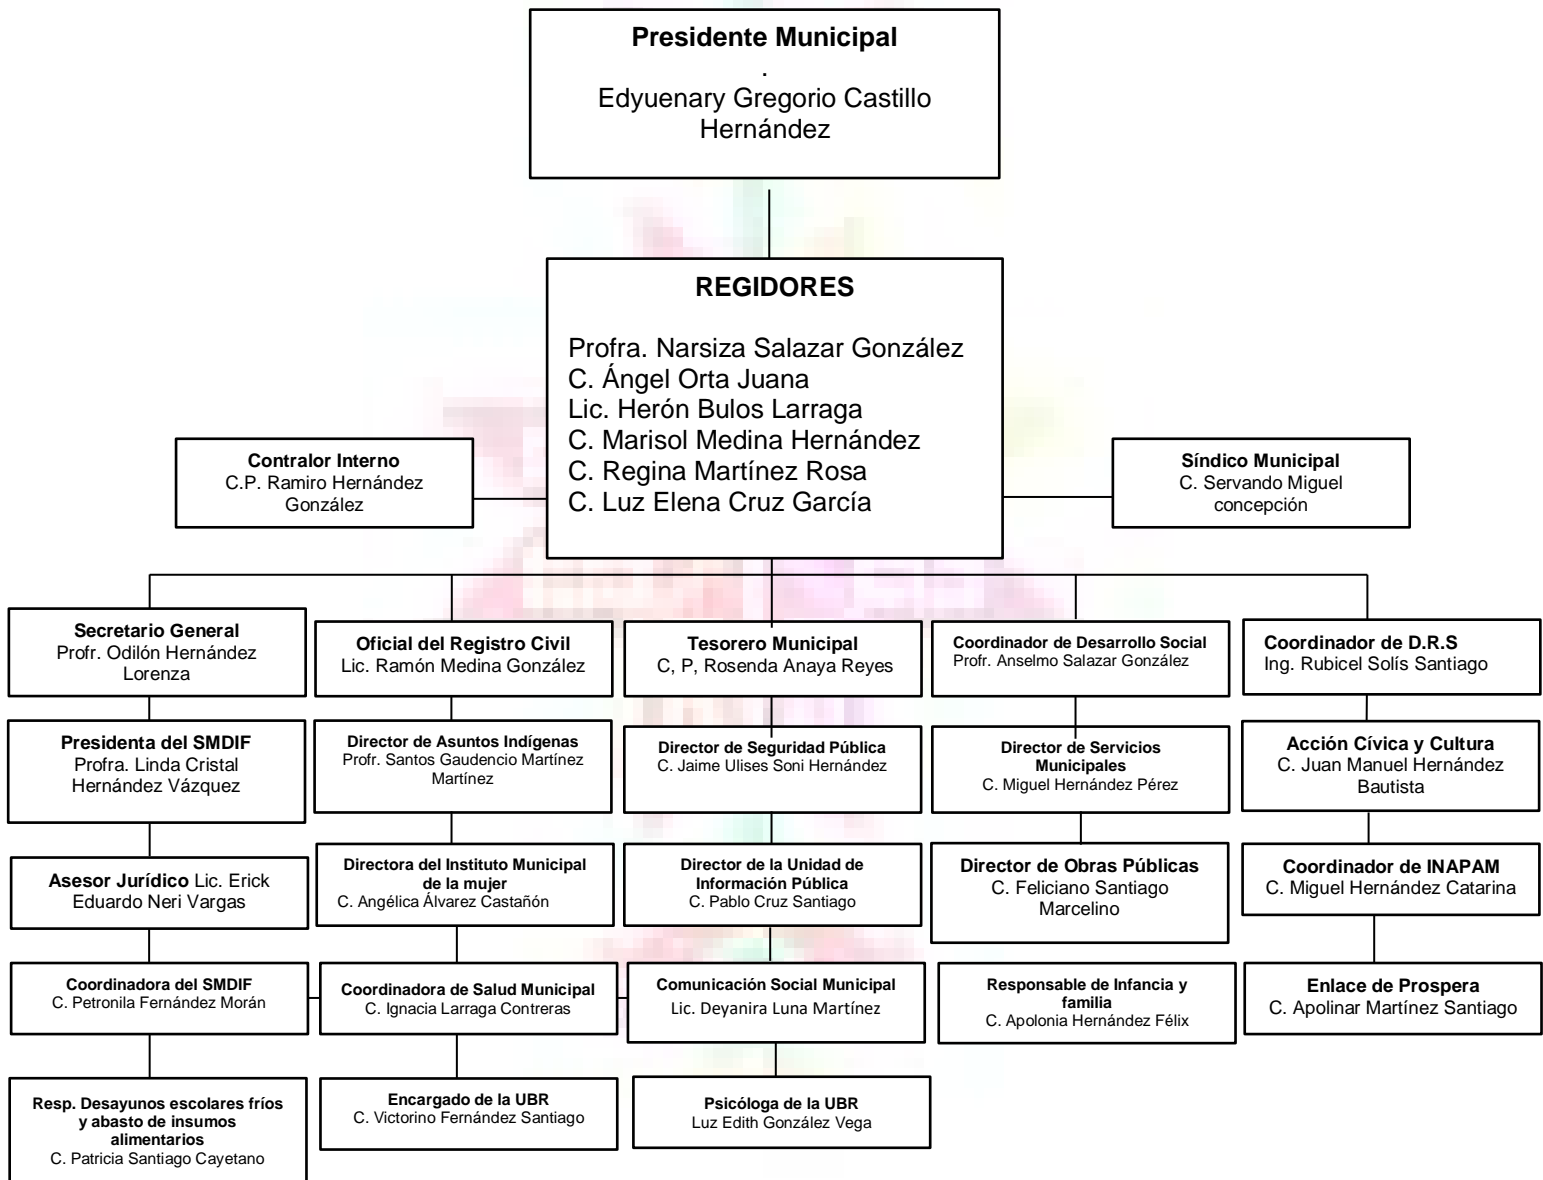 Presidente Municipal
.
Edyuenary Gregorio Castillo
Hernández
REGIDORES
Profra. Narsiza Salazar González
C. Ángel Orta Juana
Lic. Herón Bulos Larraga
C. Marisol Medina Hernández
C. Regina Martínez Rosa
C. Luz Elena Cruz García
Contralor Interno
C.P. Ramiro Hernández
González
Síndico Municipal
C. Servando Miguel
concepción
Secretario General
Profr. Odilón Hernández
Lorenza
Oficial del Registro Civil
Lic. Ramón Medina González
Tesorero Municipal
C, P, Rosenda Anaya Reyes
Coordinador de Desarrollo Social
Profr. Anselmo Salazar González
Coordinador de D.R.S
Ing. Rubicel Solís Santiago
Presidenta del SMDIF
Profra. Linda Cristal
Hernández Vázquez
Director de Asuntos Indígenas
Profr. Santos Gaudencio Martínez
Martínez
Director de Seguridad Pública
C. Jaime Ulises Soni Hernández
Director de Servicios
Municipales
C. Miguel Hernández Pérez
Acción Cívica y Cultura
C. Juan Manuel Hernández
Bautista
Asesor Jurídico Lic. Erick
Eduardo Neri Vargas
Directora del Instituto Municipal
de la mujer
C. Angélica Álvarez Castañón
Director de la Unidad de
Información Pública
C. Pablo Cruz Santiago
Director de Obras Públicas
C. Feliciano Santiago
Marcelino
Coordinador de INAPAM
C. Miguel Hernández Catarina
Coordinadora del SMDIF
C. Petronila Fernández Morán
Coordinadora de Salud Municipal
C. Ignacia Larraga Contreras
Comunicación Social Municipal
Lic. Deyanira Luna Martínez
Responsable de Infancia y
familia
C. Apolonia Hernández Félix
Enlace de Prospera
C. Apolinar Martínez Santiago
Resp. Desayunos escolares fríos
y abasto de insumos
alimentarios
C. Patricia Santiago Cayetano
Encargado de la UBR
C. Victorino Fernández Santiago
Psicóloga de la UBR
Luz Edith González Vega